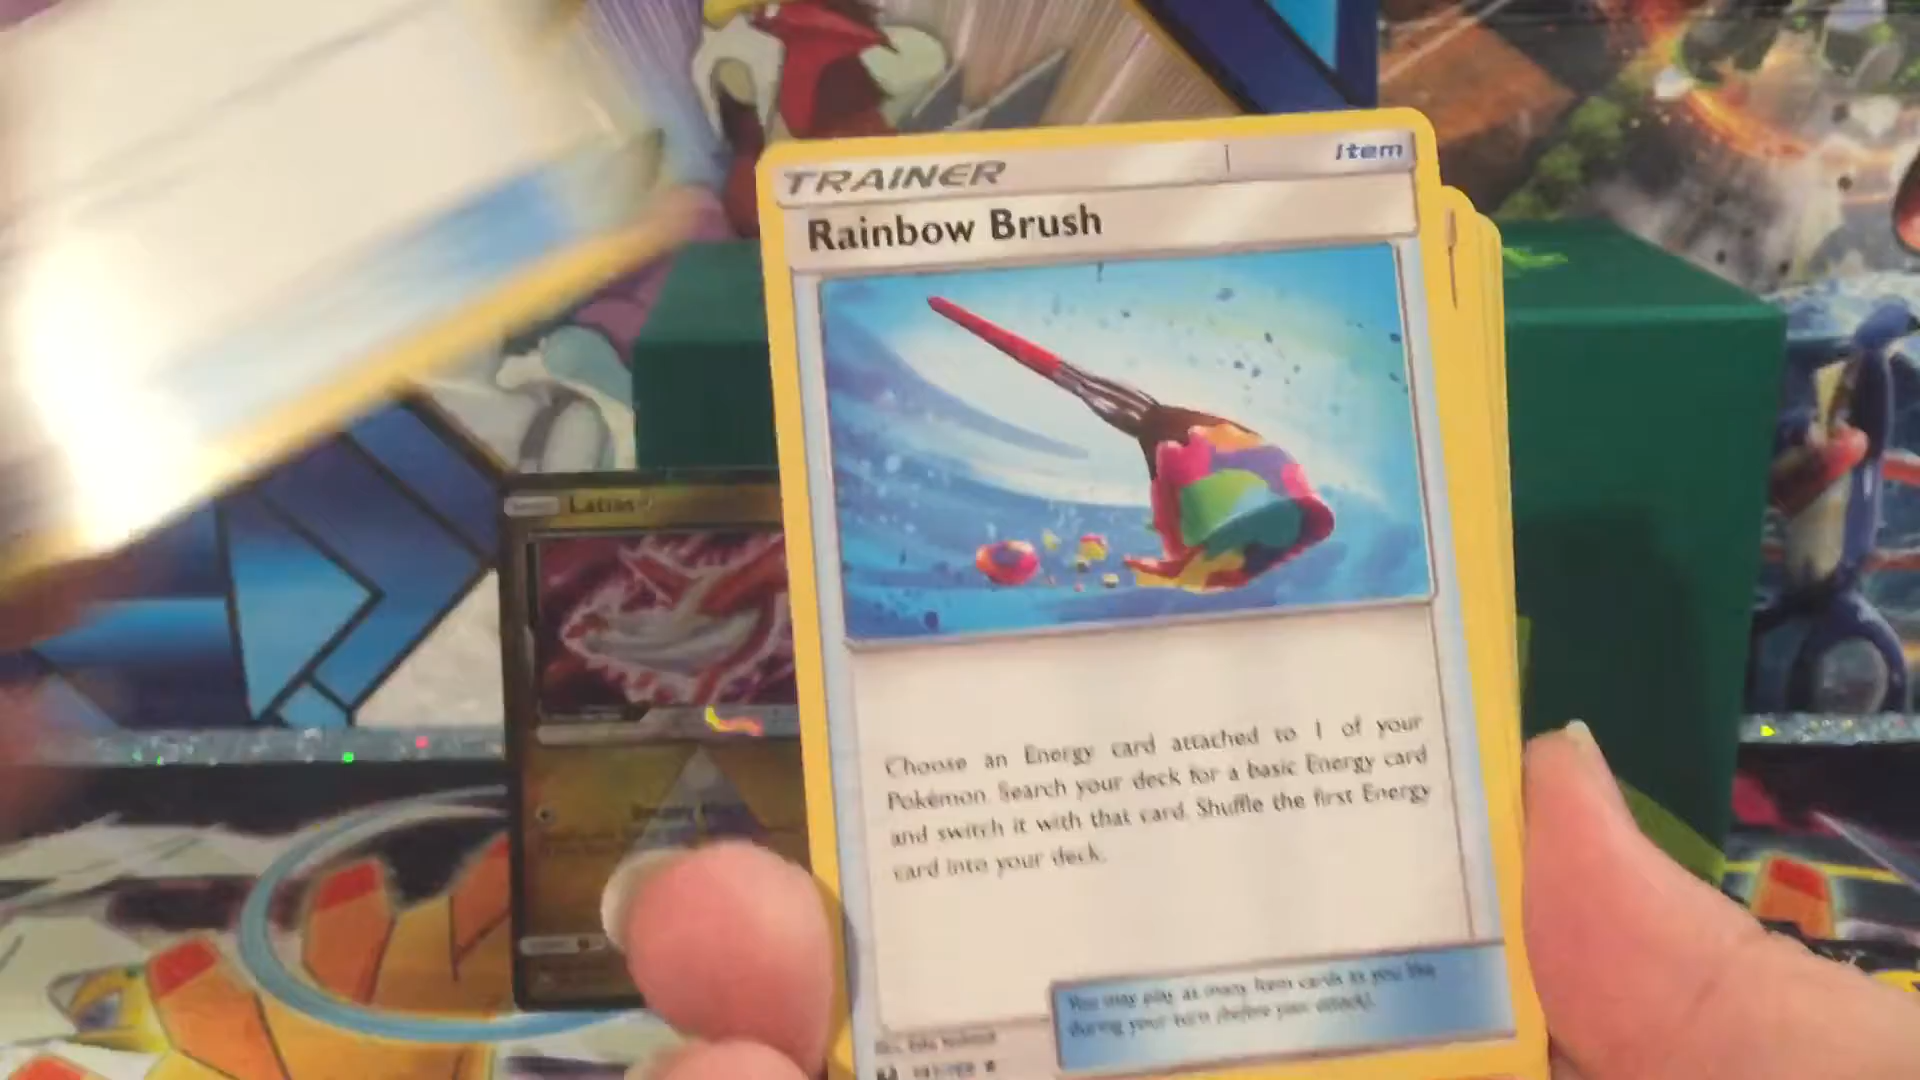 TRAINER
Item
Rainbow Brush
Latias
Choose an Energy card attached to 1 of your
Pokémon. Search your deck for a basic Energy card
and switch it with that card. Shuffle the first Energy
card into your deck.
You may play as many Item cards as you like
during your turn (before your attack).